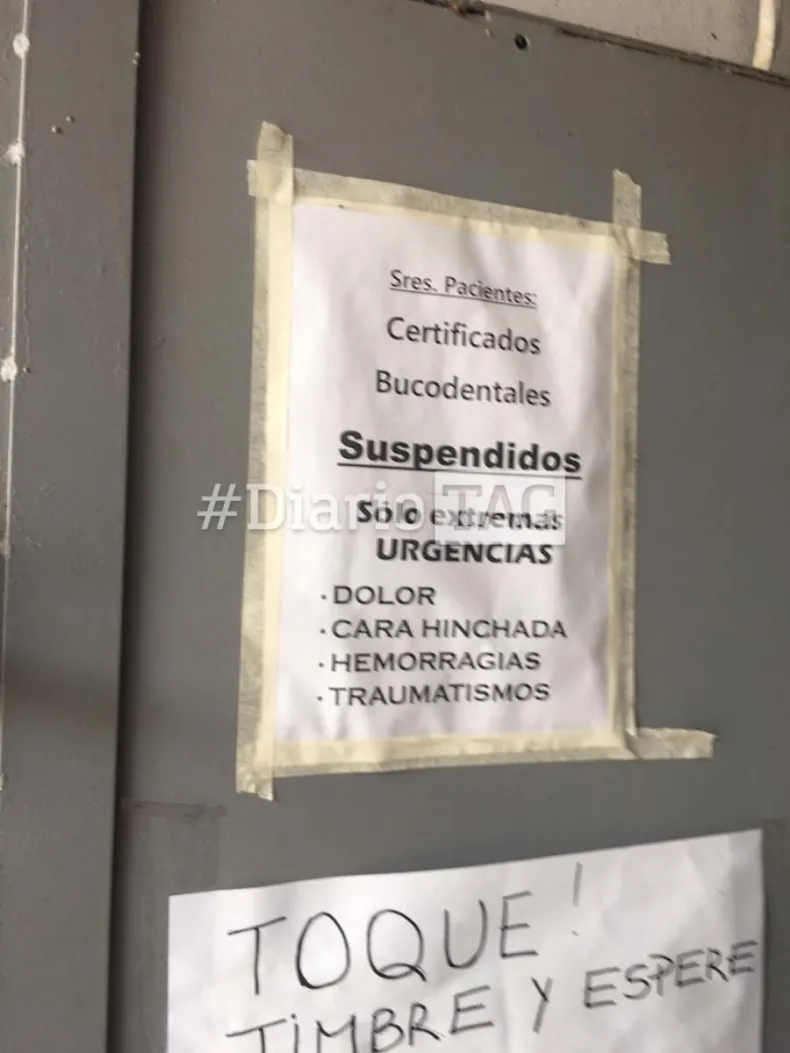 Sres. Pacientes:
Certificados
Bucodentales
Suspendidos
#DiarioTAG
Sólo extremas
URGENCIAS
· DOLOR
· CARA HINCHADA
· HEMORRAGIAS
· TRAUMATISMOS
TOQUE!
TIMBRE Y ESPERE